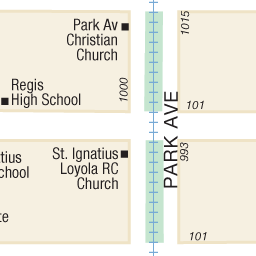 Park Av
Christian
Church
1015
Regis
High School
1000
101
PARK AVE
St. Ignatius
Loyola RC
Church
993
tius
chool
te
101